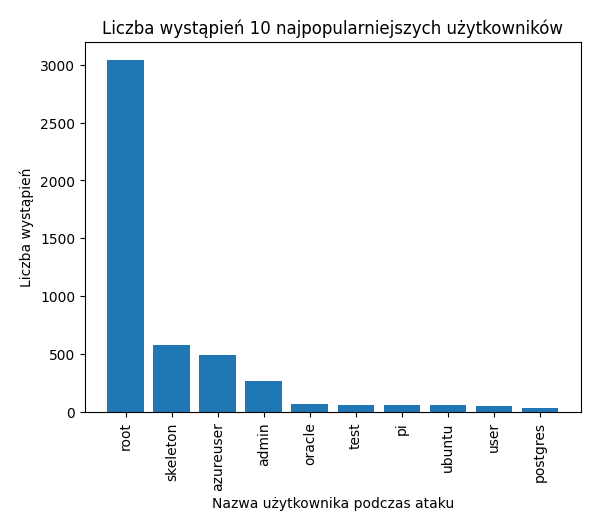 Liczba wystąpień 10 najpopularniejszych użytkowników
Liczba wystąpień
3000
2500
2000
1500
1000
500
0
root
skeleton
azureuser
admin
oracle
test
pi
ubuntu
user
postgres
Nazwa użytkownika podczas ataku